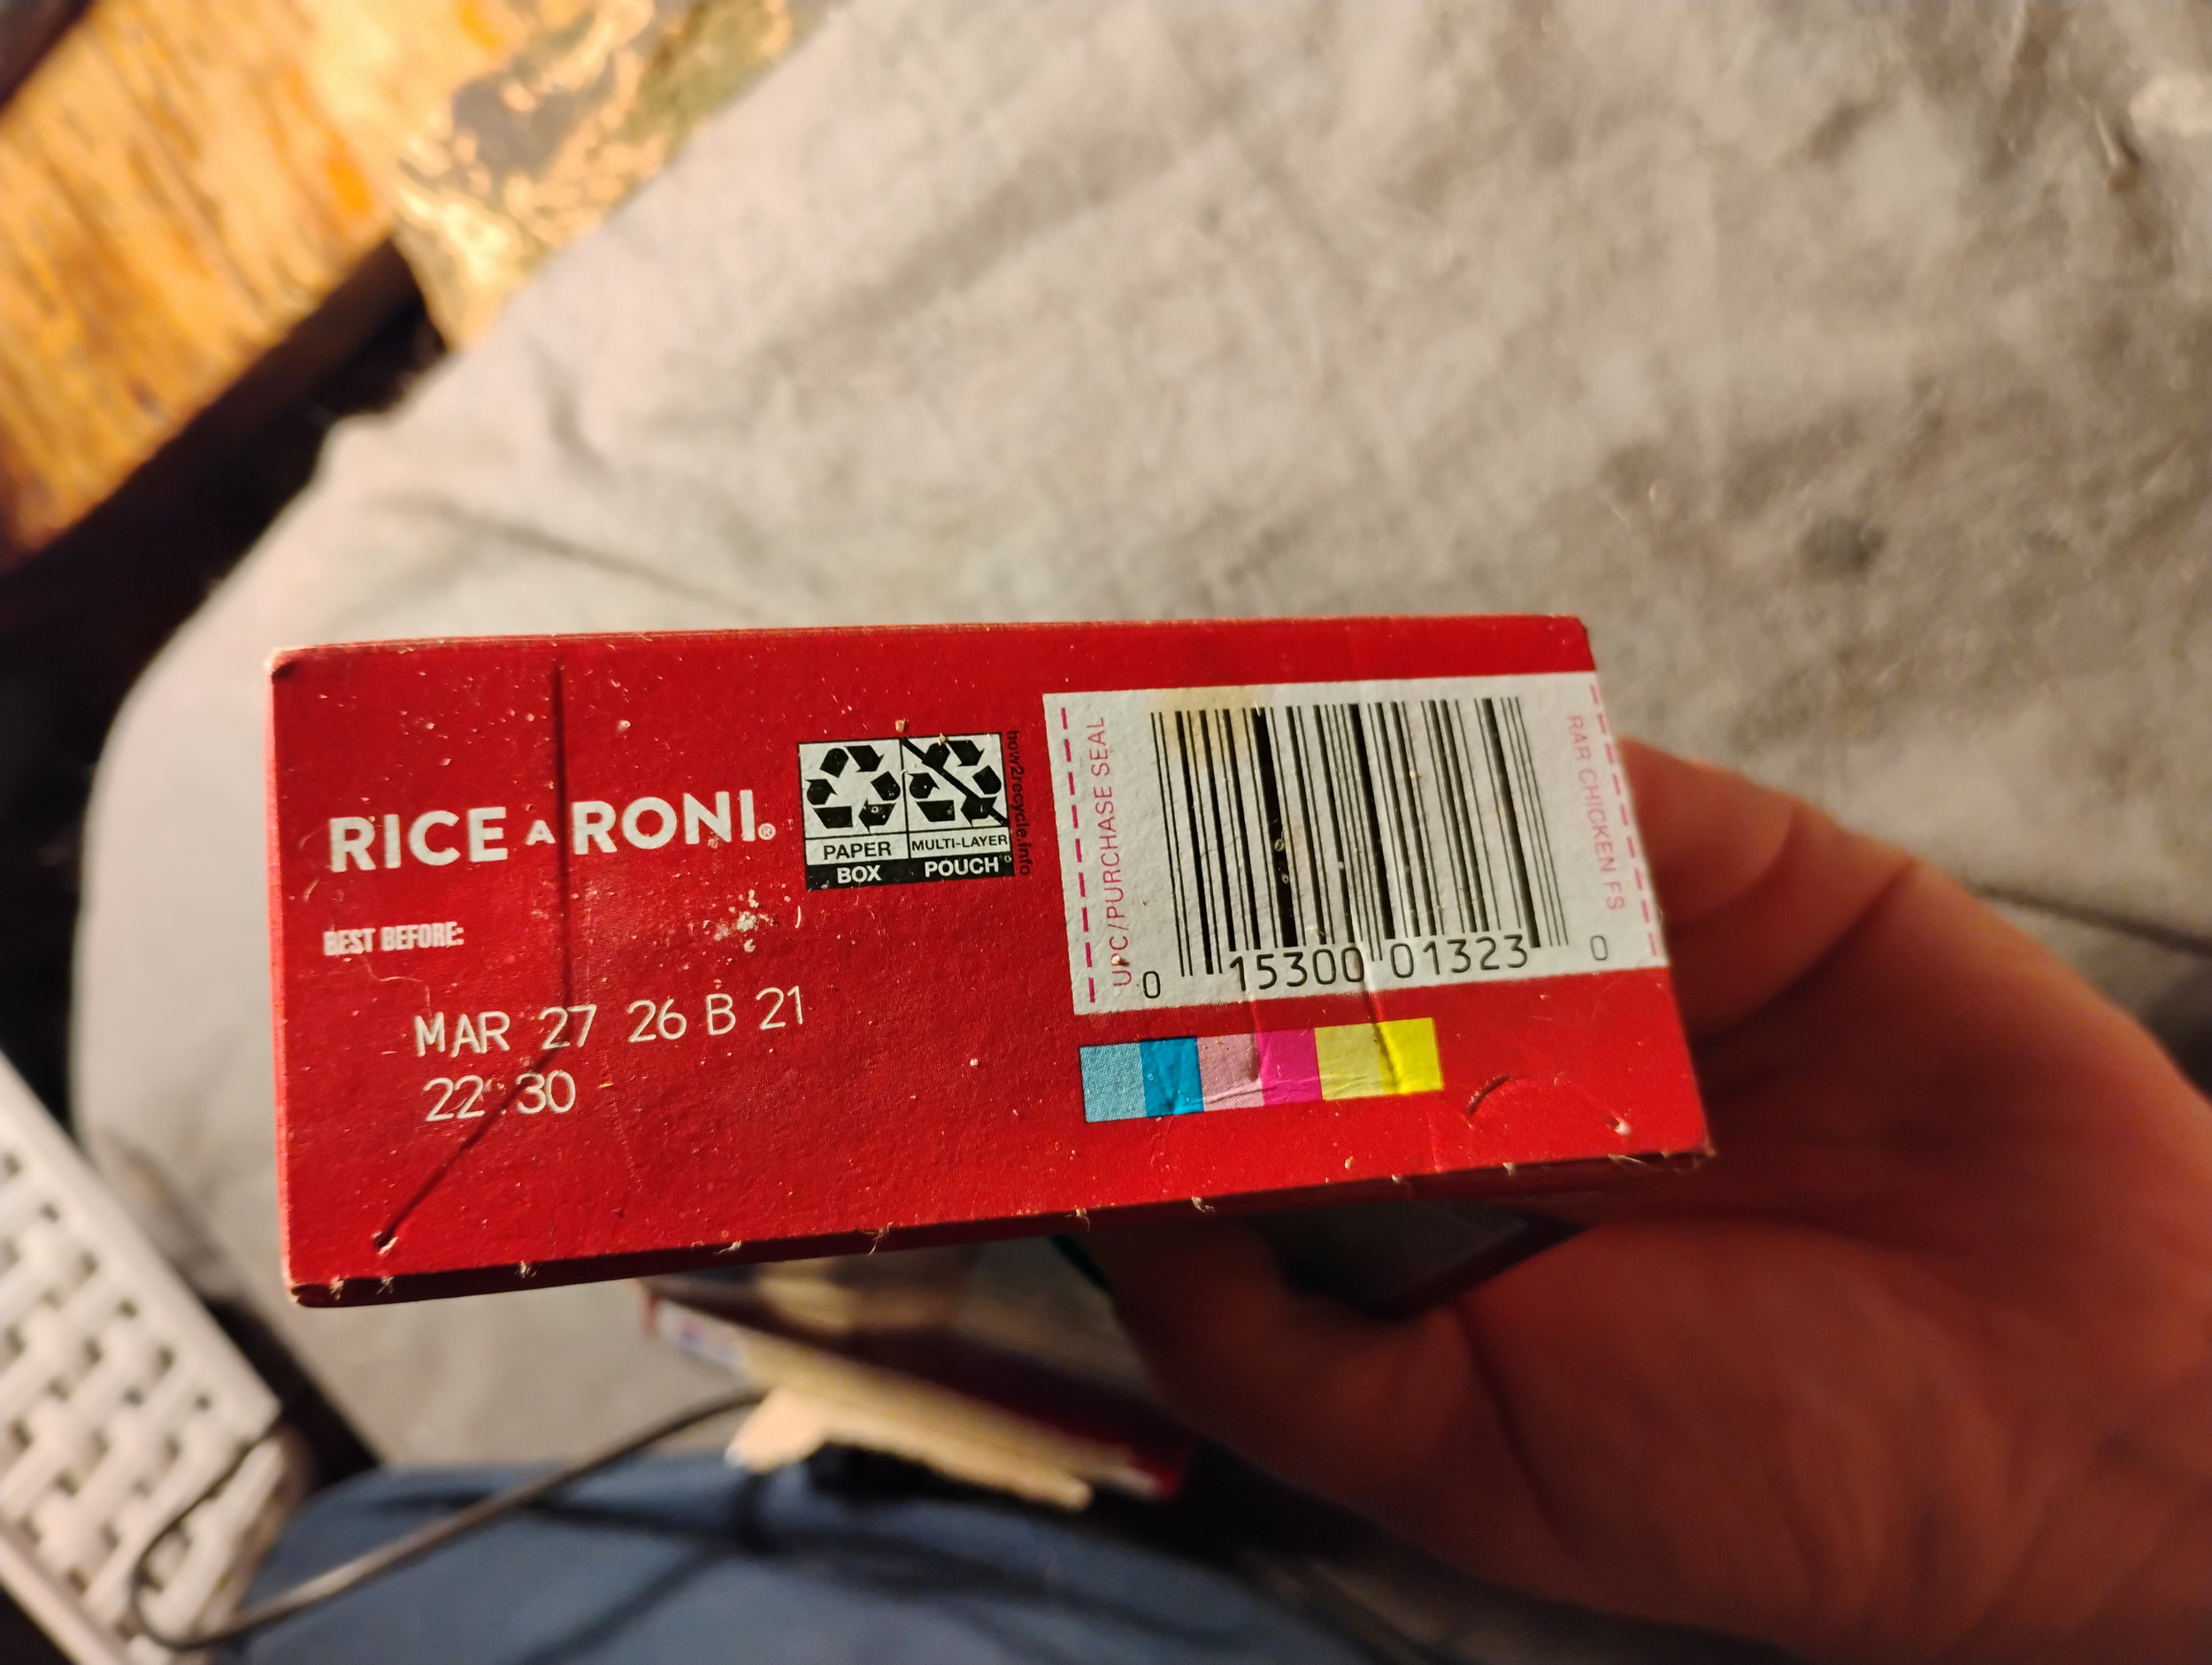 RICE A RONI®
BEST BEFORE:
MAR 27 26 B 21
22:30
PAPER
BOX
MULTI-LAYER
POUCH
how2recycle.info
UPC/PURCHASE SEAL
0 15300 01323 0
RAR CHICKEN FS